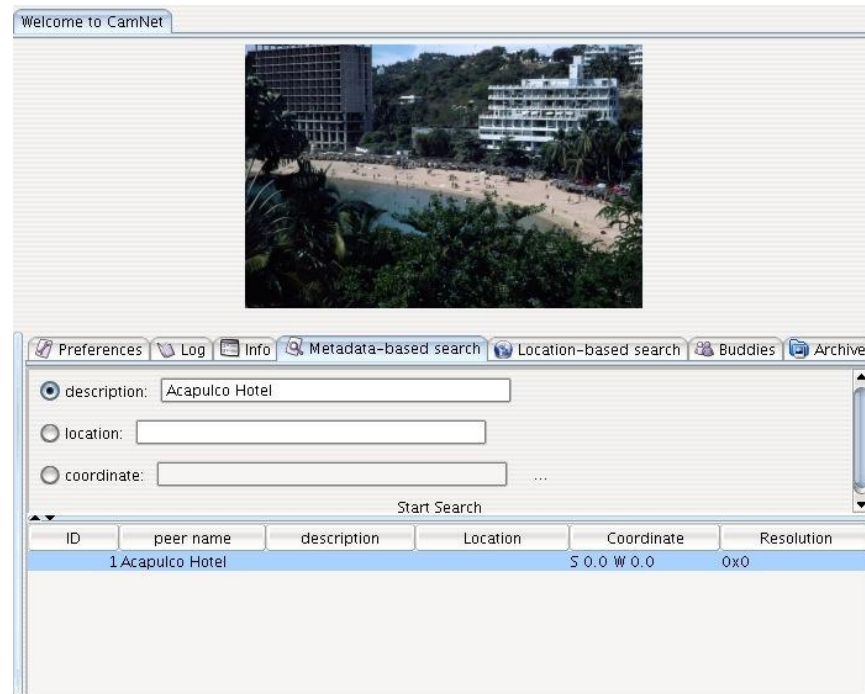 Welcome to CamNet
Preferences Log Info Metadata-based search Location-based search Buddies Archive
description: Acapulco Hotel
location:
coordinate: ...
Start Search
ID peer name description Location Coordinate Resolution
1 Acapulco Hotel S 0.0 W 0.0 0x0